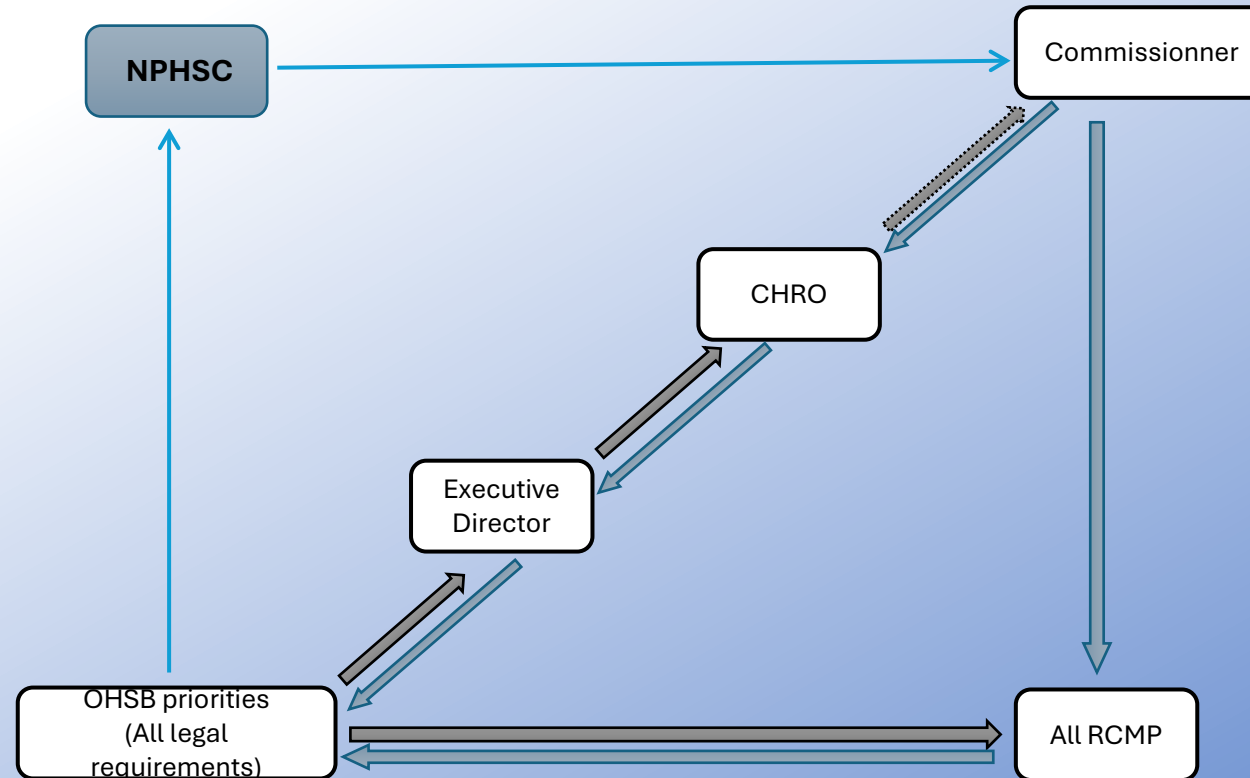 NPHSC
Commissionner
CHRO
Executive
Director
OHSB priorities
(All legal
requirements)
All RCMP